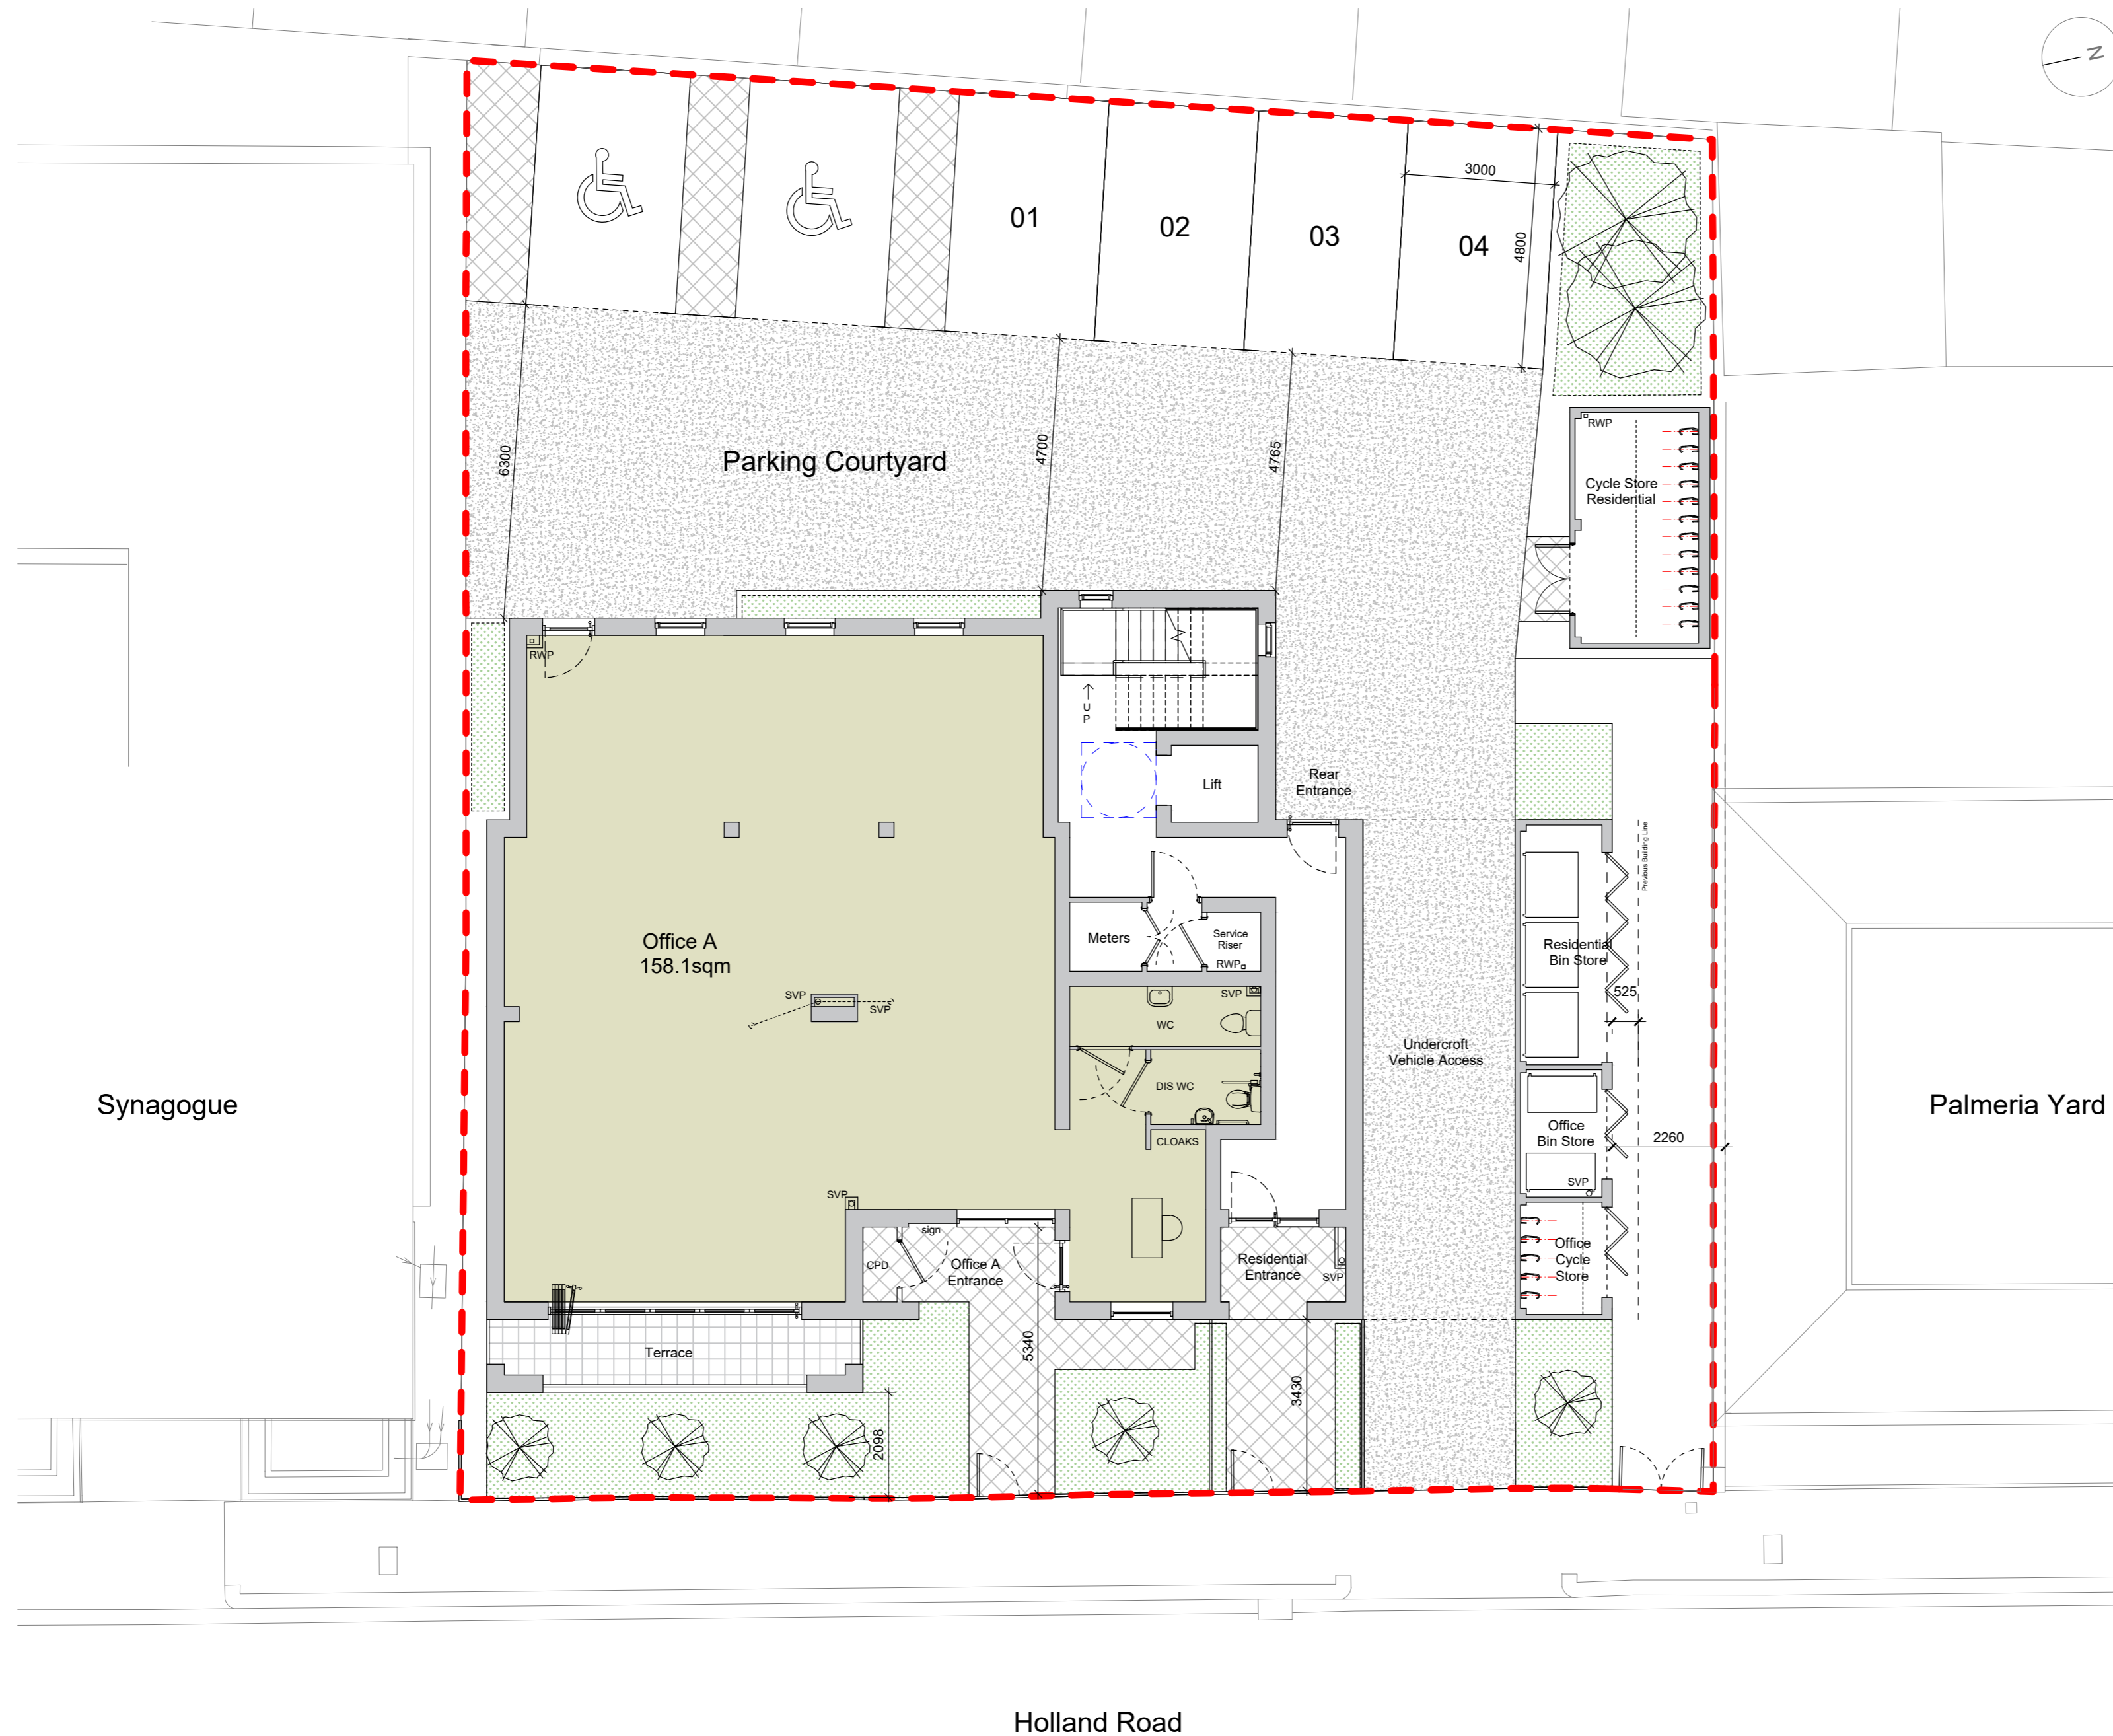 N
3000
01
02
03
04
4800
6300
Parking Courtyard
4700
4765
RWP
Cycle Store
Residential
RWP
U
P
Lift
Rear
Entrance
Previous Building Line
Office A
158.1sqm
Meters
Service
Riser
RWP
Residential
Bin Store
525
SVP
SVP
SVP
WC
Undercroft
Vehicle Access
DIS WC
Synagogue
Palmeria Yard
Office
Bin Store
2260
CLOAKS
SVP
SVP
sign
CPD
Office A
Entrance
Residential
Entrance
SVP
Office
Cycle
Store
Terrace
5340
3430
2098
Holland Road